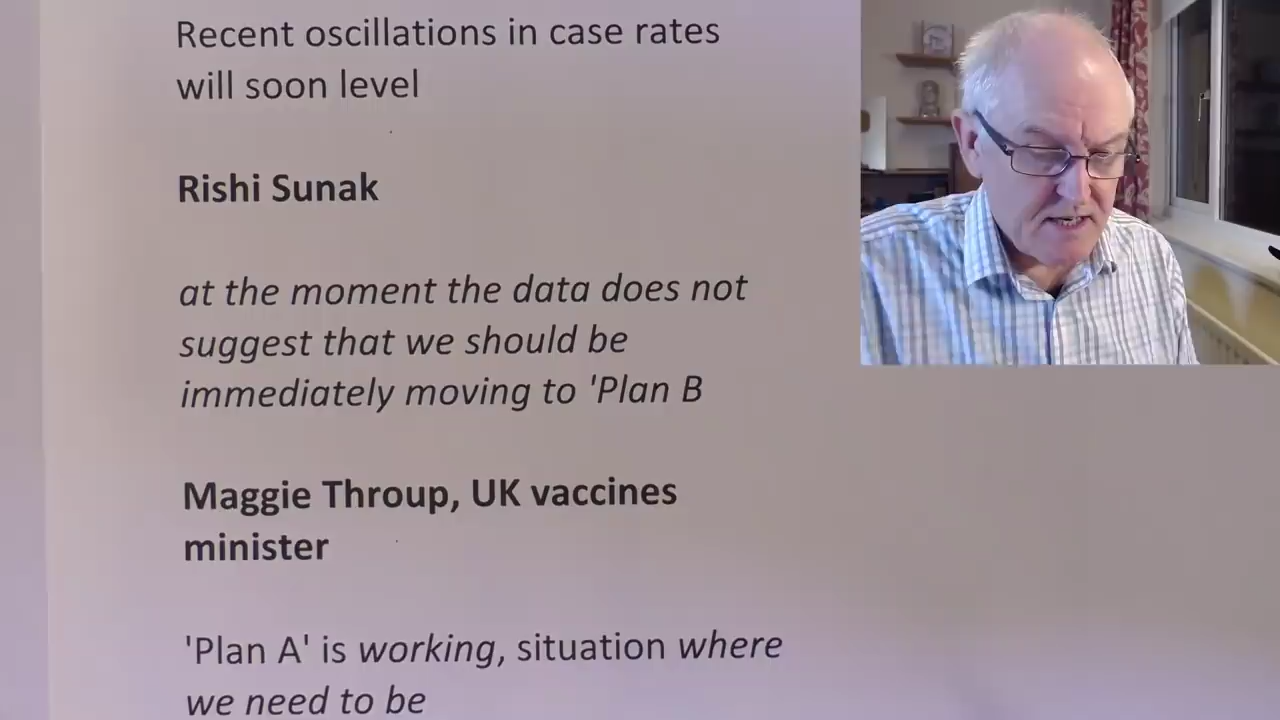 Recent oscillations in case rates
will soon level
Rishi Sunak
at the moment the data does not
suggest that we should be
immediately moving to 'Plan B
Maggie Throup, UK vaccines
minister
'Plan A' is working, situation where
we need to be